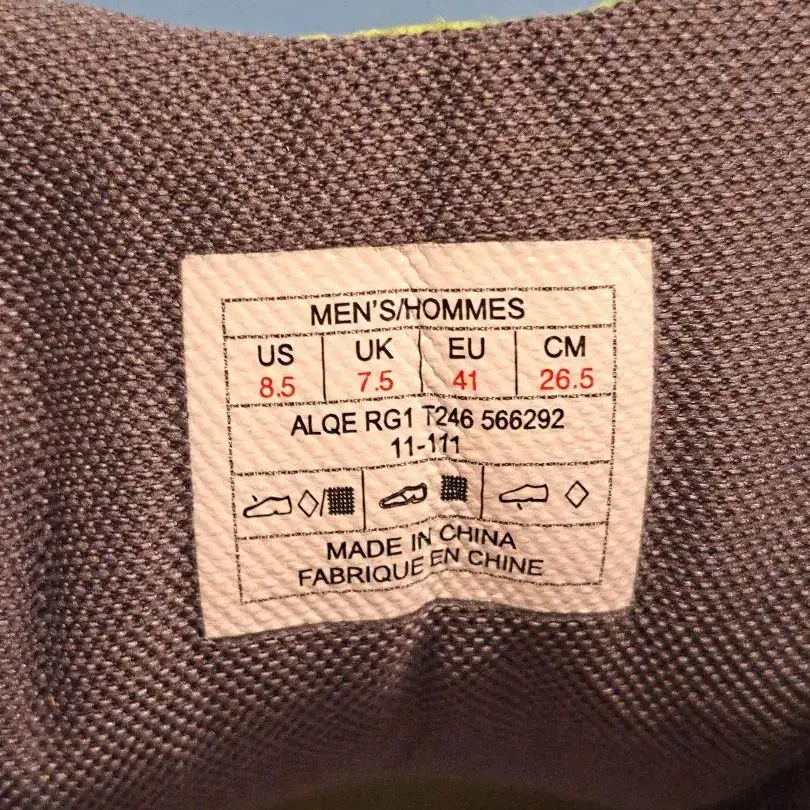 MEN'S/HOMMES
US UK EU CM
8.5 7.5 41 26.5
ALQE RG1 T246 566292
11-111
MADE IN CHINA
FABRIQUE EN CHINE